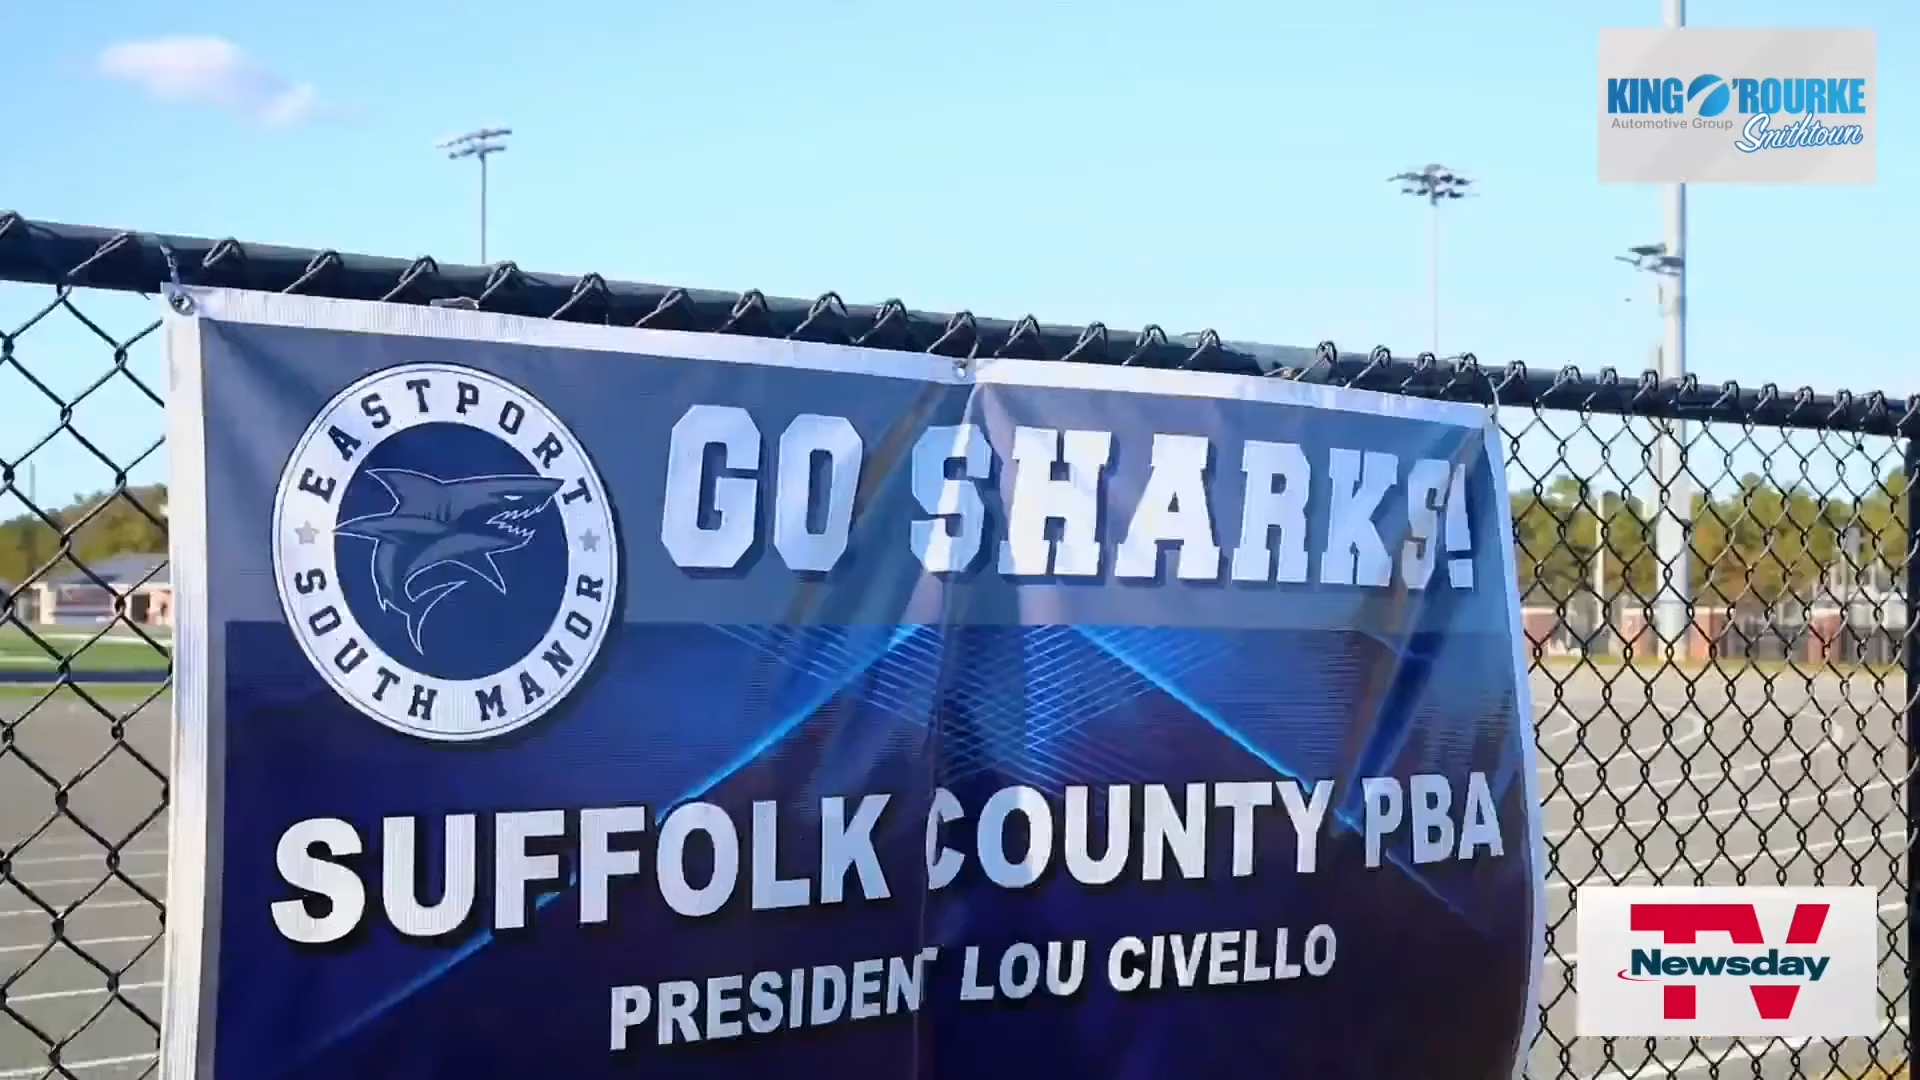 KING O'ROURKE
Automotive Group
Smithtown
EASTPORT
SOUTH MANOR
GO SHARKS!
SUFFOLK COUNTY PBA
PRESIDENT LOU CIVELLO
TV
Newsday